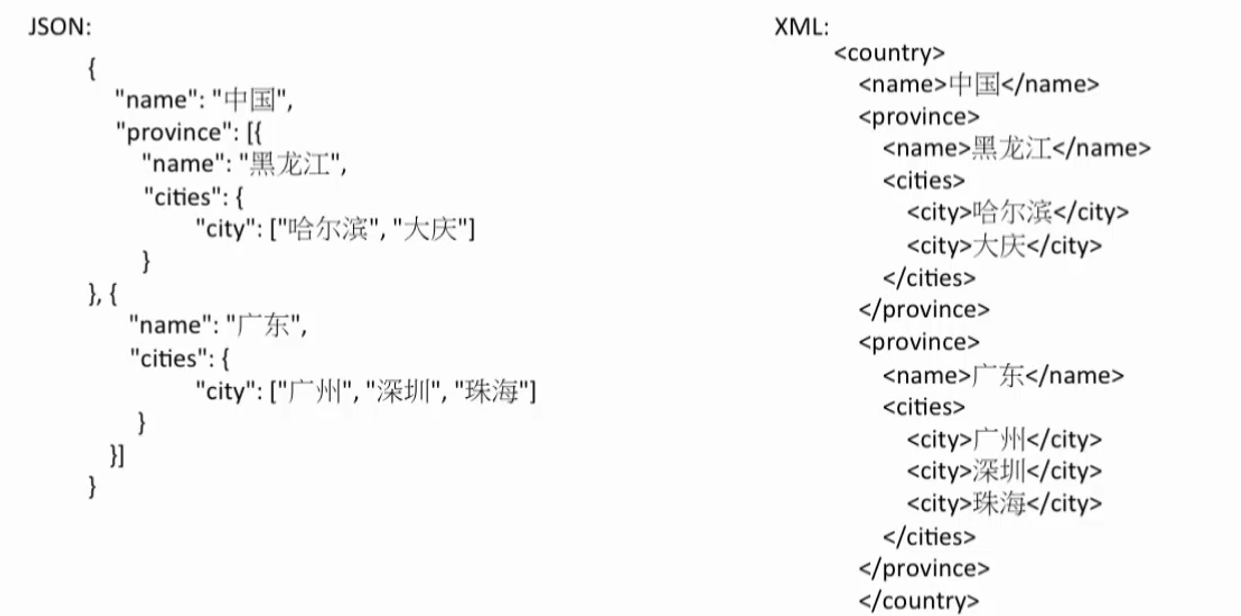 JSON:
{
"name": "中国",
"province": [{
"name": "黑龙江",
"cities": {
"city": ["哈尔滨", "大庆"]
}
}, {
"name": "广东",
"cities": {
"city": ["广州", "深圳", "珠海"]
}
}]
}
XML:
<country>
<name>中国</name>
<province>
<name>黑龙江</name>
<cities>
<city>哈尔滨</city>
<city>大庆</city>
</cities>
</province>
<province>
<name>广东</name>
<cities>
<city>广州</city>
<city>深圳</city>
<city>珠海</city>
</cities>
</province>
</country>